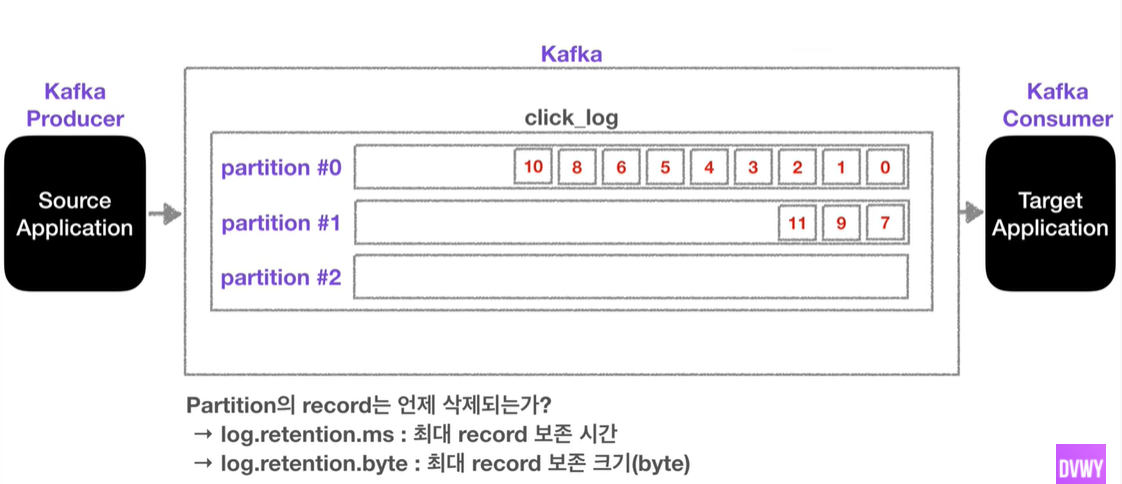 Kafka
Kafka
Producer
Kafka
Consumer
click_log
Source
Application
partition #0
10 8 6 5 4 3 2 1 0
partition #1
11 9 7
partition #2
Target
Application
Partition의 record는 언제 삭제되는가?
→ log.retention.ms : 최대 record 보존 시간
→ log.retention.byte : 최대 record 보존 크기(byte)
DVWY